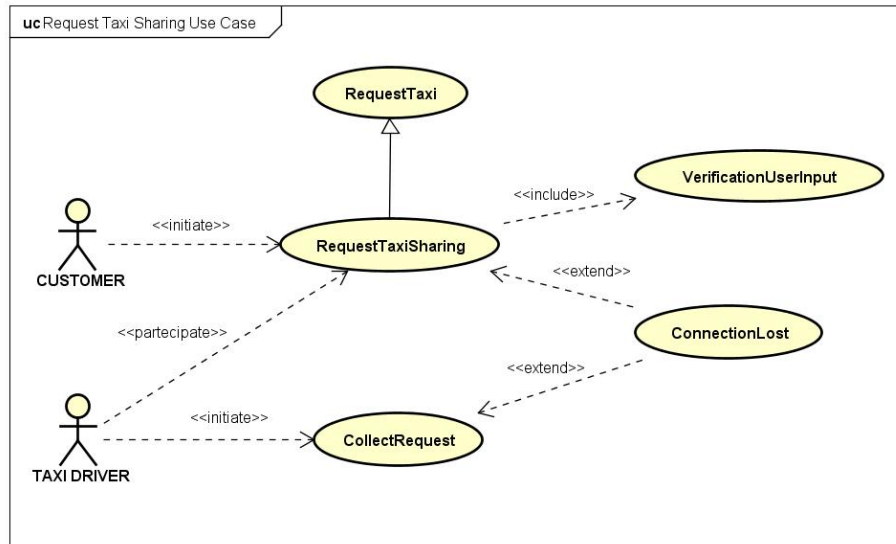 uc Request Taxi Sharing Use Case
RequestTaxi
VerificationUserInput
<<include>>
<<initiate>>
RequestTaxiSharing
CUSTOMER
<<extend>>
<<partecipate>>
ConnectionLost
<<extend>>
<<initiate>>
CollectRequest
TAXI DRIVER